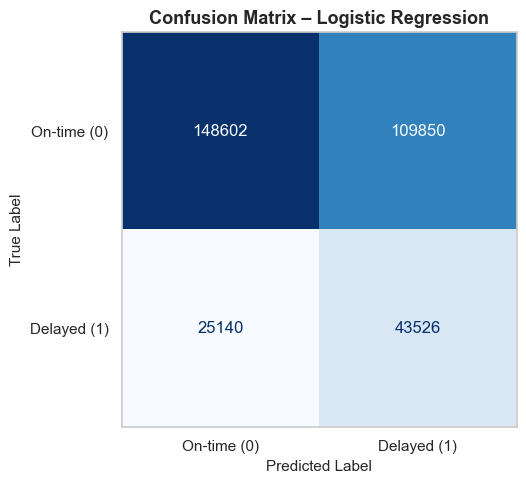 Confusion Matrix – Logistic Regression
True Label
On-time (0)
148602
109850
Delayed (1)
25140
43526
On-time (0)
Delayed (1)
Predicted Label